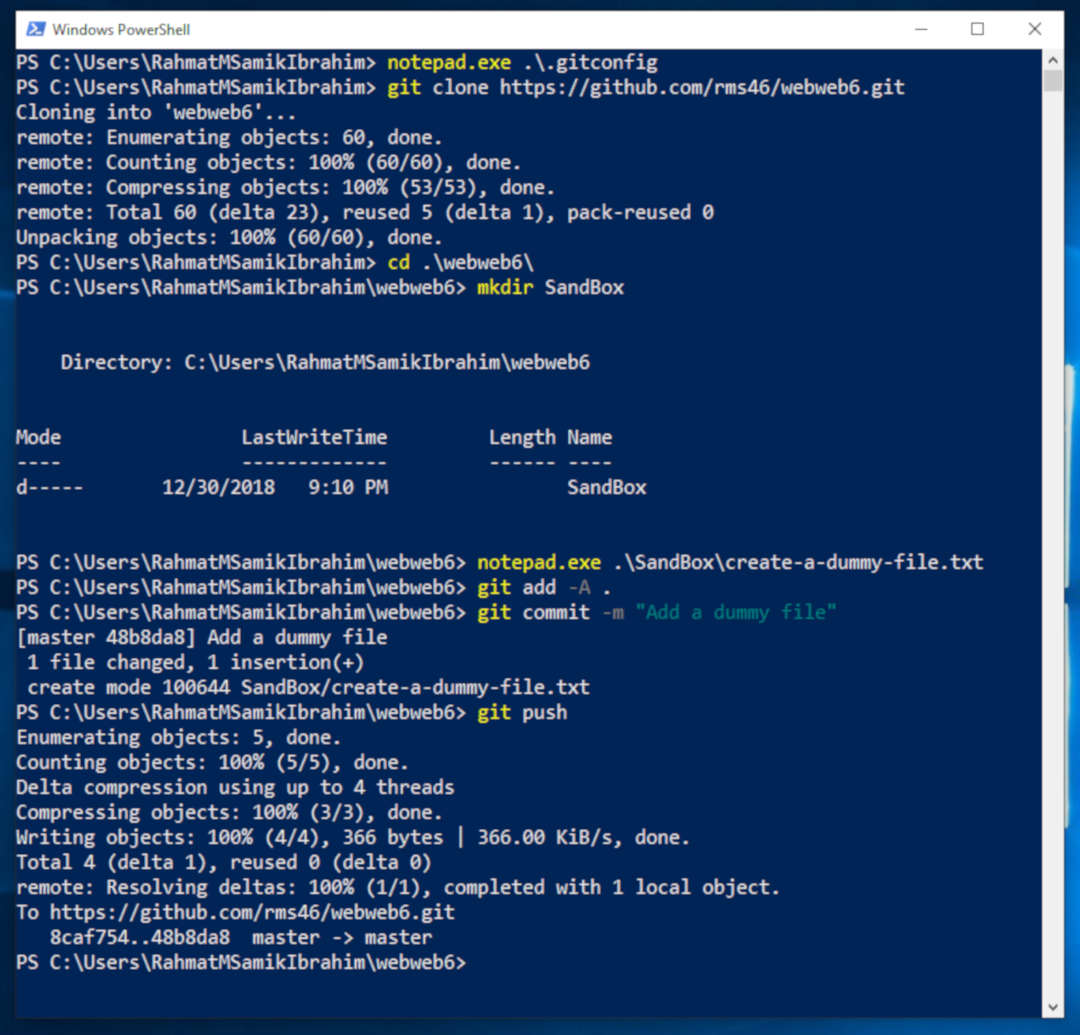 Windows PowerShell
PS C:\Users\RahmatMSamikIbrahim> notepad.exe .\.gitconfig
PS C:\Users\RahmatMSamikIbrahim> git clone https://github.com/rms46/webweb6.git
Cloning into 'webweb6'...
remote: Enumerating objects: 60, done.
remote: Counting objects: 100% (60/60), done.
remote: Compressing objects: 100% (53/53), done.
remote: Total 60 (delta 23), reused 5 (delta 1), pack-reused 0
Unpacking objects: 100% (60/60), done.
PS C:\Users\RahmatMSamikIbrahim> cd .\webweb6\
PS C:\Users\RahmatMSamikIbrahim\webweb6> mkdir SandBox
Directory: C:\Users\RahmatMSamikIbrahim\webweb6
Mode LastWriteTime Length Name
---- ------------- ------ ----
d----- 12/30/2018 9:10 PM SandBox
PS C:\Users\RahmatMSamikIbrahim\webweb6> notepad.exe .\SandBox\create-a-dummy-file.txt
PS C:\Users\RahmatMSamikIbrahim\webweb6> git add -A .
PS C:\Users\RahmatMSamikIbrahim\webweb6> git commit -m "Add a dummy file"
[master 48b8da8] Add a dummy file
1 file changed, 1 insertion(+)
create mode 100644 SandBox/create-a-dummy-file.txt
PS C:\Users\RahmatMSamikIbrahim\webweb6> git push
Enumerating objects: 5, done.
Counting objects: 100% (5/5), done.
Delta compression using up to 4 threads
Compressing objects: 100% (3/3), done.
Writing objects: 100% (4/4), 366 bytes | 366.00 KiB/s, done.
Total 4 (delta 1), reused 0 (delta 0)
remote: Resolving deltas: 100% (1/1), completed with 1 local object.
To https://github.com/rms46/webweb6.git
8caf754..48b8da8 master -> master
PS C:\Users\RahmatMSamikIbrahim\webweb6>